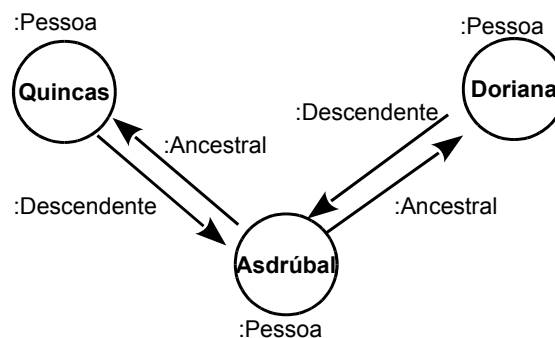 :Pessoa
Quincas
:Pessoa
Doriana
:Descendente
:Ancestral
:Descendente
:Ancestral
Asdrúbal
:Pessoa